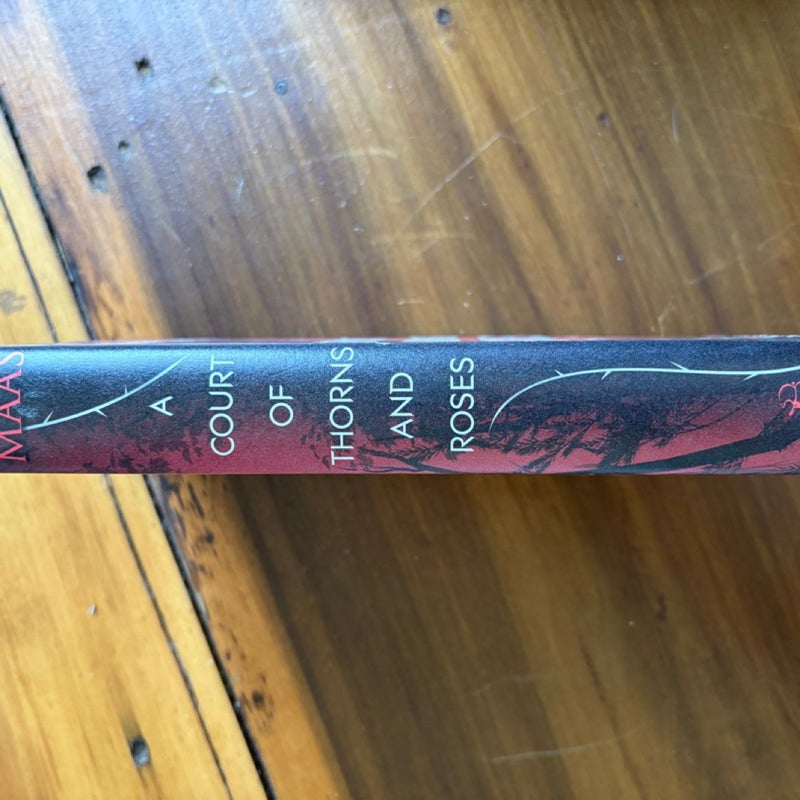 MAAS
A
COURT
OF
THORNS
AND
ROSES